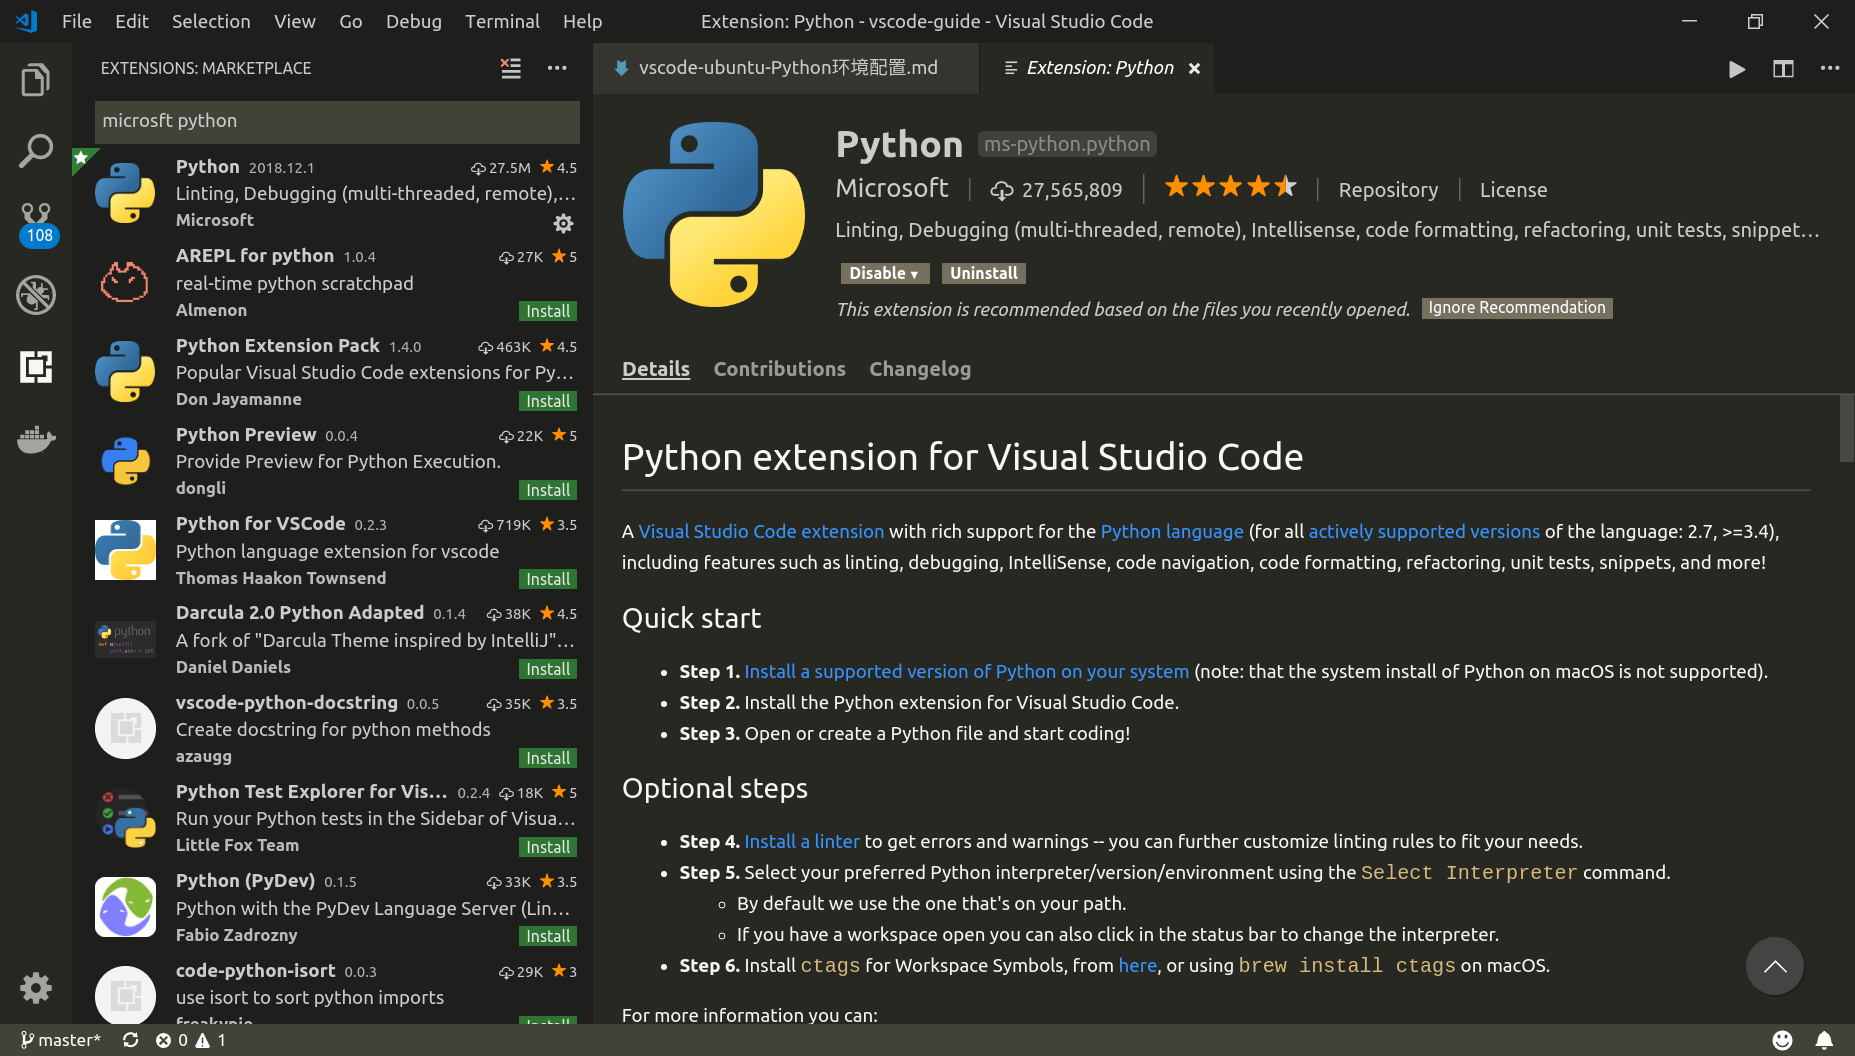 File Edit Selection View Go Debug Terminal Help
Extension: Python - vscode-guide - Visual Studio Code
EXTENSIONS: MARKETPLACE
microsft python
Python 2018.12.1 27.5M 4.5
Linting, Debugging (multi-threaded, remote),...
Microsoft
AREPL for python 1.0.4 27K 5
real-time python scratchpad
Almenon Install
Python Extension Pack 1.4.0 463K 4.5
Popular Visual Studio Code extensions for Py...
Don Jayamanne Install
Python Preview 0.0.4 22K 5
Provide Preview for Python Execution.
dongli Install
Python for VSCode 0.2.3 719K 3.5
Python language extension for vscode
Thomas Haakon Townsend Install
Darcula 2.0 Python Adapted 0.1.4 38K 4.5
python
A fork of "Darcula Theme inspired by IntelliJ"...
Daniel Daniels Install
vscode-python-docstring 0.0.5 35K 3.5
Create docstring for python methods
azaugg Install
Python Test Explorer for Vis... 0.2.4 18K 5
Run your Python tests in the Sidebar of Visua...
Little Fox Team Install
Python (PyDev) 0.1.5 33K 3.5
Python with the PyDev Language Server (Lin...
Fabio Zadrozny Install
code-python-isort 0.0.3 29K 3
use isort to sort python imports
Install
108
vscode-ubuntu-Python环境配置.md
Extension: Python
Python ms-python.python
Microsoft 27,565,809 Repository License
Linting, Debugging (multi-threaded, remote), Intellisense, code formatting, refactoring, unit tests, snippet...
Disable Uninstall
This extension is recommended based on the files you recently opened. Ignore Recommendation
Details Contributions Changelog
Python extension for Visual Studio Code
A Visual Studio Code extension with rich support for the Python language (for all actively supported versions of the language: 2.7, >=3.4),
including features such as linting, debugging, IntelliSense, code navigation, code formatting, refactoring, unit tests, snippets, and more!
Quick start
• Step 1. Install a supported version of Python on your system (note: that the system install of Python on macOS is not supported).
• Step 2. Install the Python extension for Visual Studio Code.
• Step 3. Open or create a Python file and start coding!
Optional steps
• Step 4. Install a linter to get errors and warnings -- you can further customize linting rules to fit your needs.
• Step 5. Select your preferred Python interpreter/version/environment using the Select Interpreter command.
◦ By default we use the one that's on your path.
◦ If you have a workspace open you can also click in the status bar to change the interpreter.
• Step 6. Install ctags for Workspace Symbols, from here, or using brew install ctags on macOS.
For more information you can:
master* 0 1